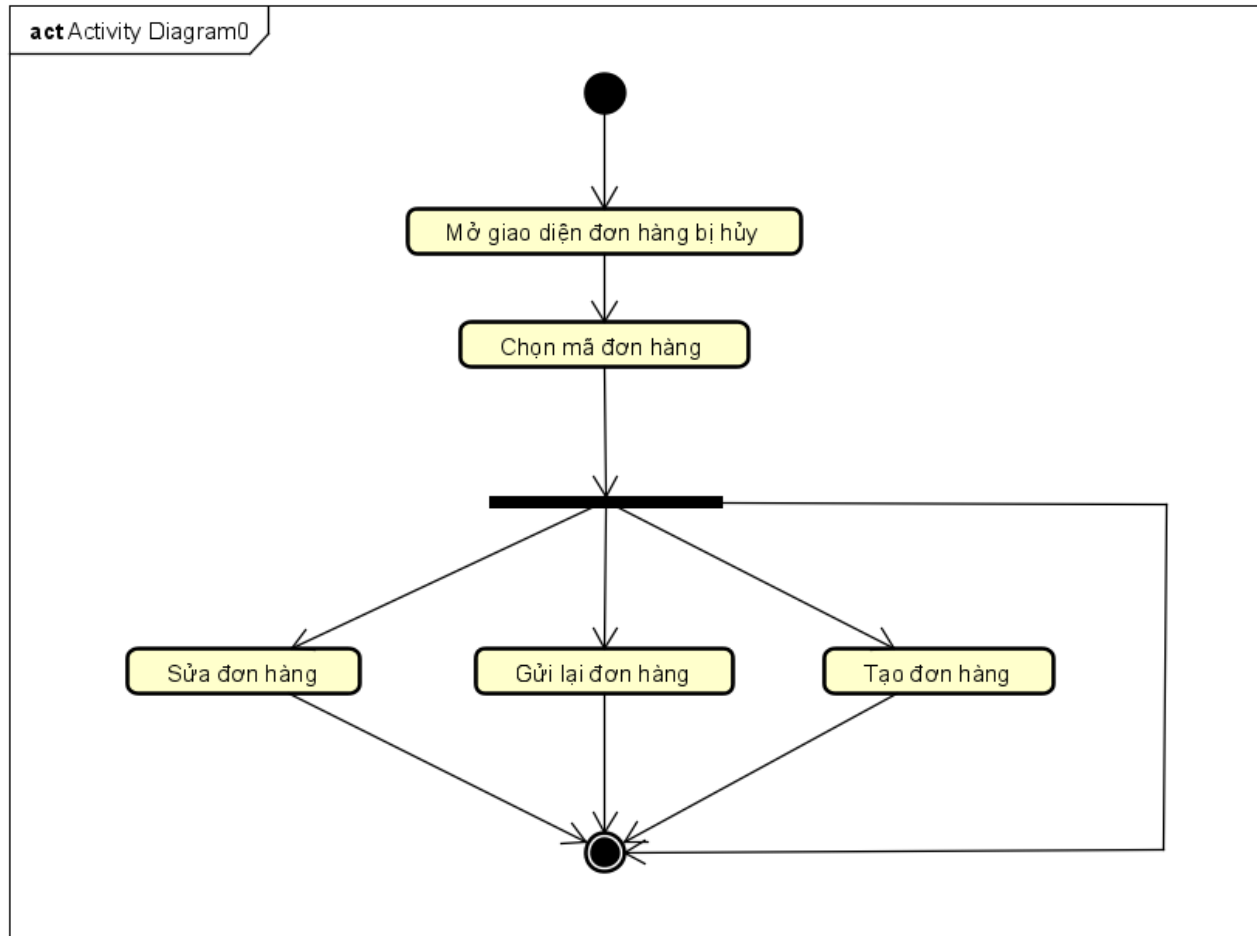 act Activity Diagram0
Mở giao diện đơn hàng bị hủy
Chọn mã đơn hàng
Sửa đơn hàng
Gửi lại đơn hàng
Tạo đơn hàng